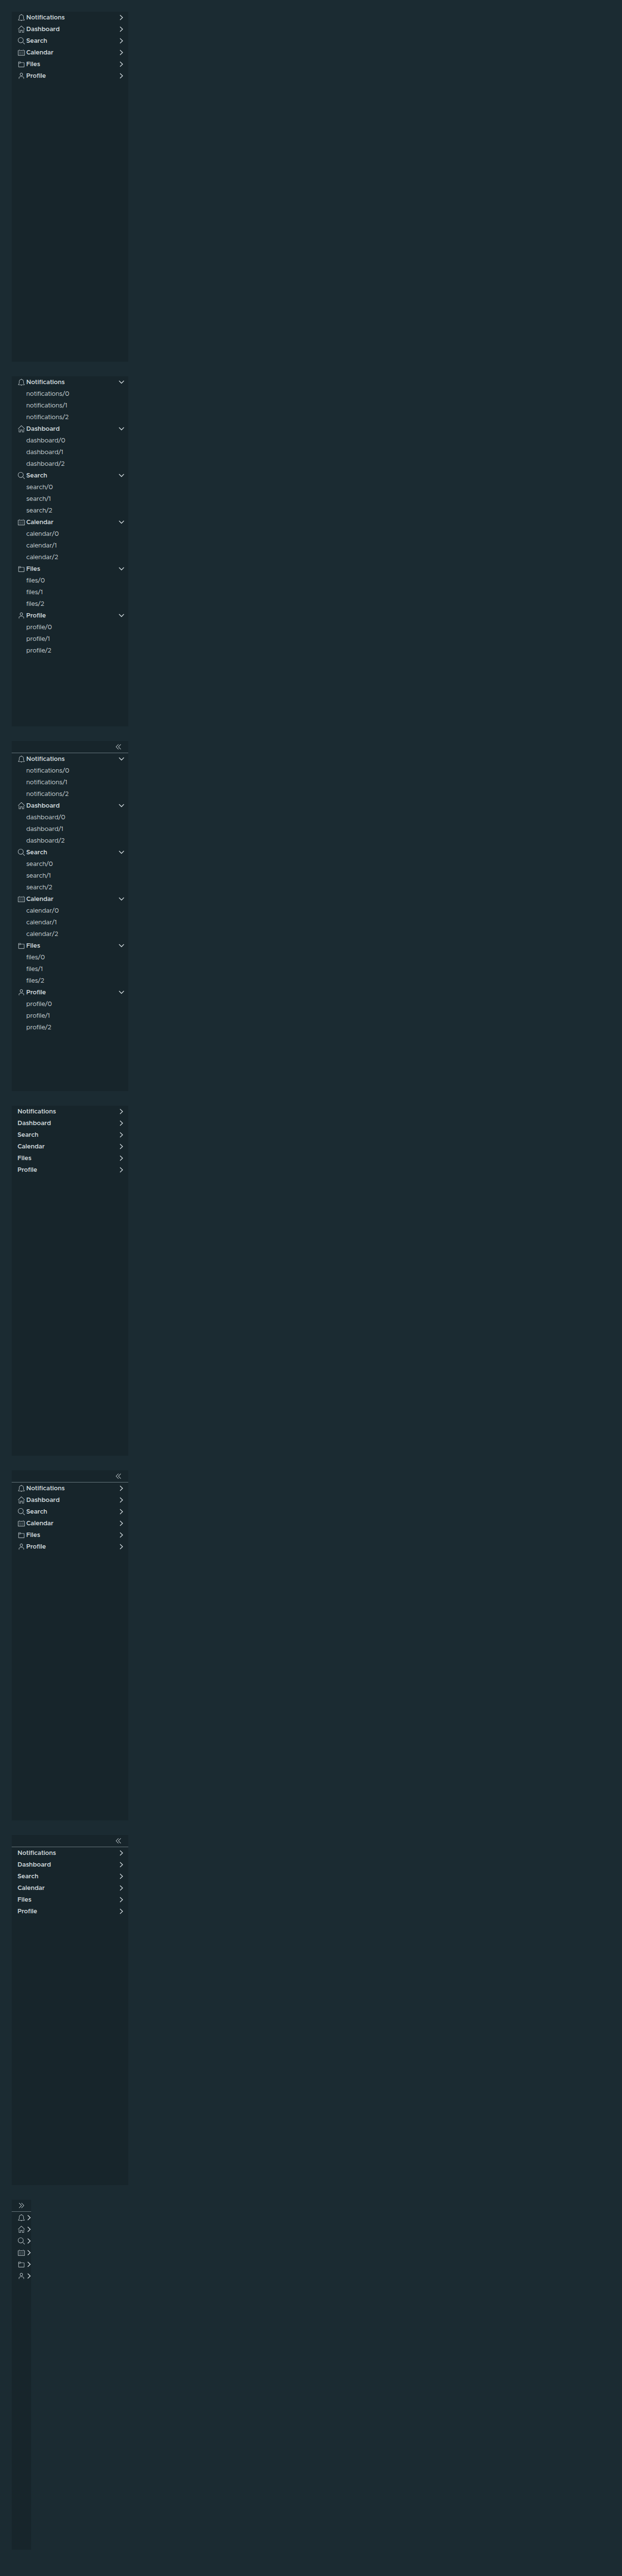 Notifications
Dashboard
Search
Calendar
Files
Profile
Notifications
notifications/0
notifications/1
notifications/2
Dashboard
dashboard/0
dashboard/1
dashboard/2
Search
search/0
search/1
search/2
Calendar
calendar/0
calendar/1
calendar/2
Files
files/0
files/1
files/2
Profile
profile/0
profile/1
profile/2
Notifications
notifications/0
notifications/1
notifications/2
Dashboard
dashboard/0
dashboard/1
dashboard/2
Search
search/0
search/1
search/2
Calendar
calendar/0
calendar/1
calendar/2
Files
files/0
files/1
files/2
Profile
profile/0
profile/1
profile/2
Notifications
Dashboard
Search
Calendar
Files
Profile
Notifications
Dashboard
Search
Calendar
Files
Profile
Notifications
Dashboard
Search
Calendar
Files
Profile